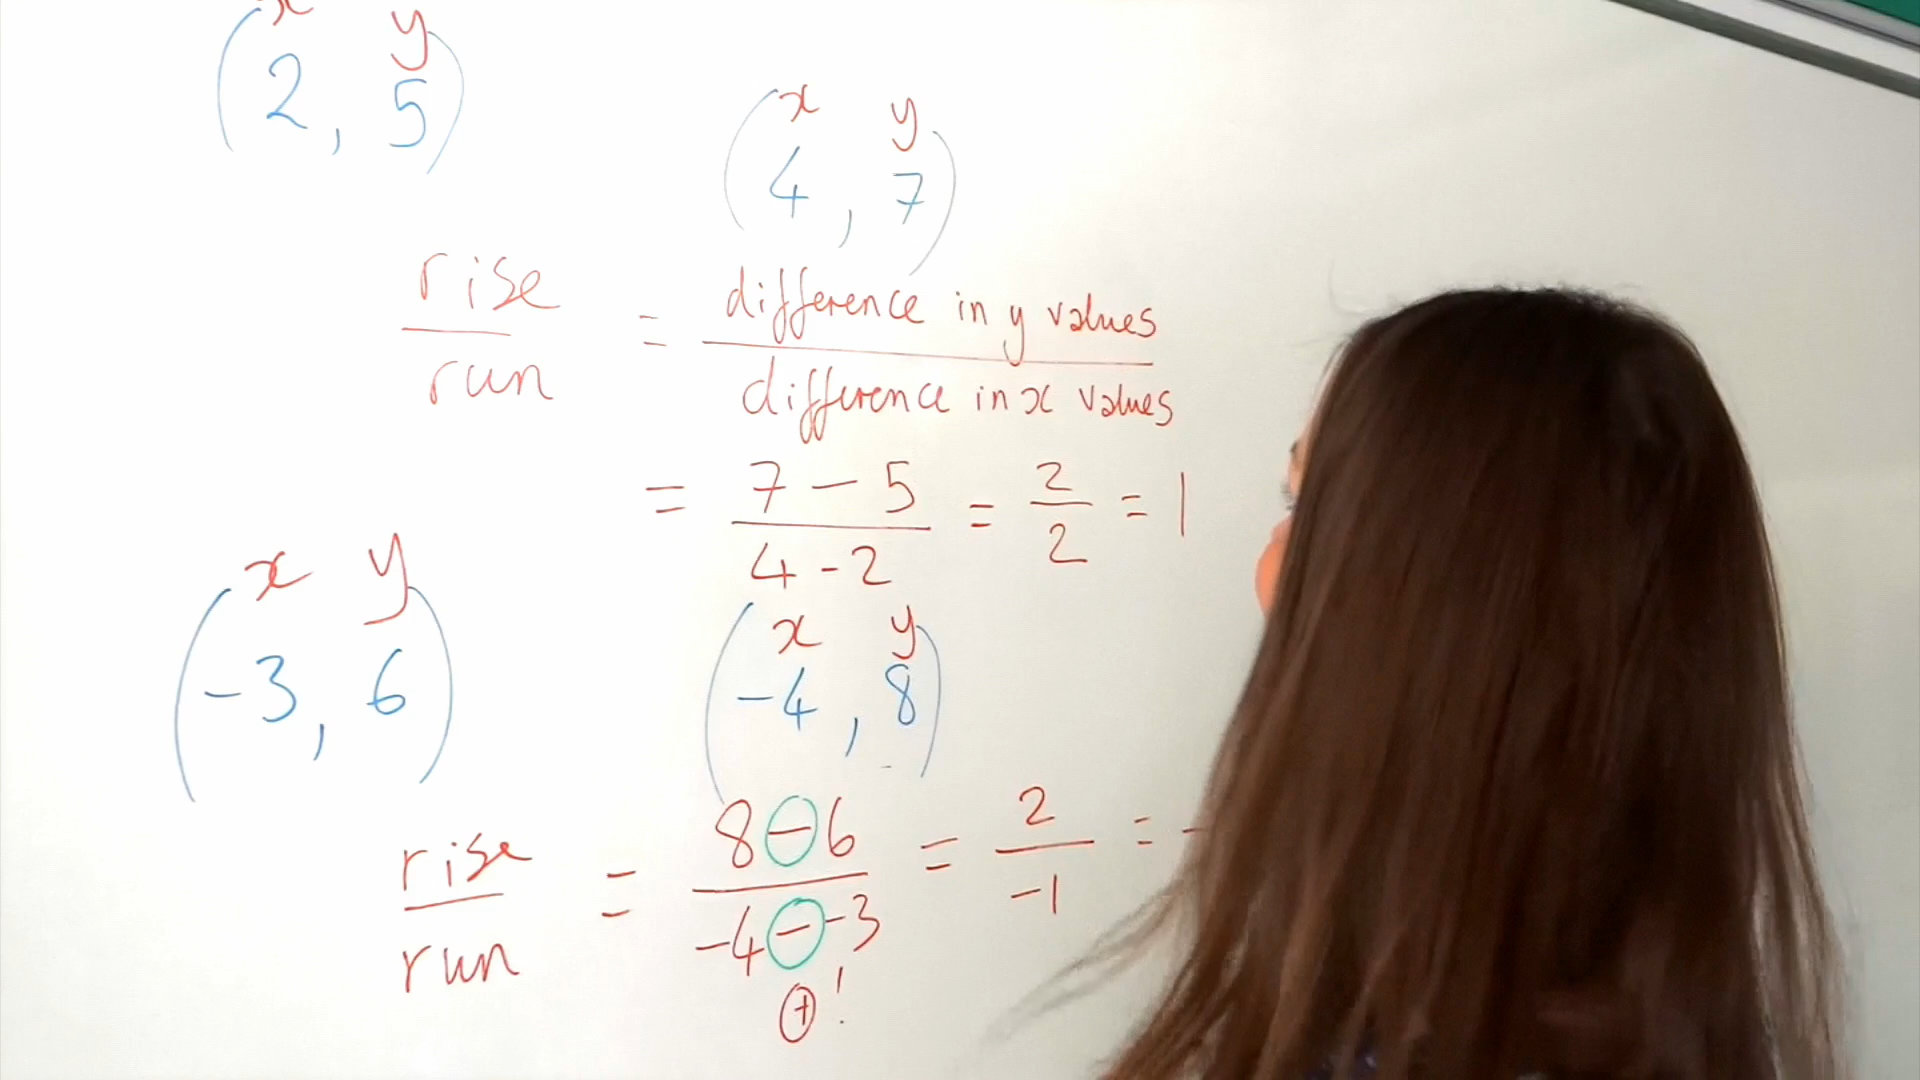 x y
(2, 5)
x y
(4, 7)
rise/run = difference in y values/difference in x values
= 7 - 5/4 - 2 = 2/2 = 1
x y
(-3, 6)
x y
(-4, 8)
rise/run = 8 - 6/-4 - -3 = 2/-1 = -
+ !